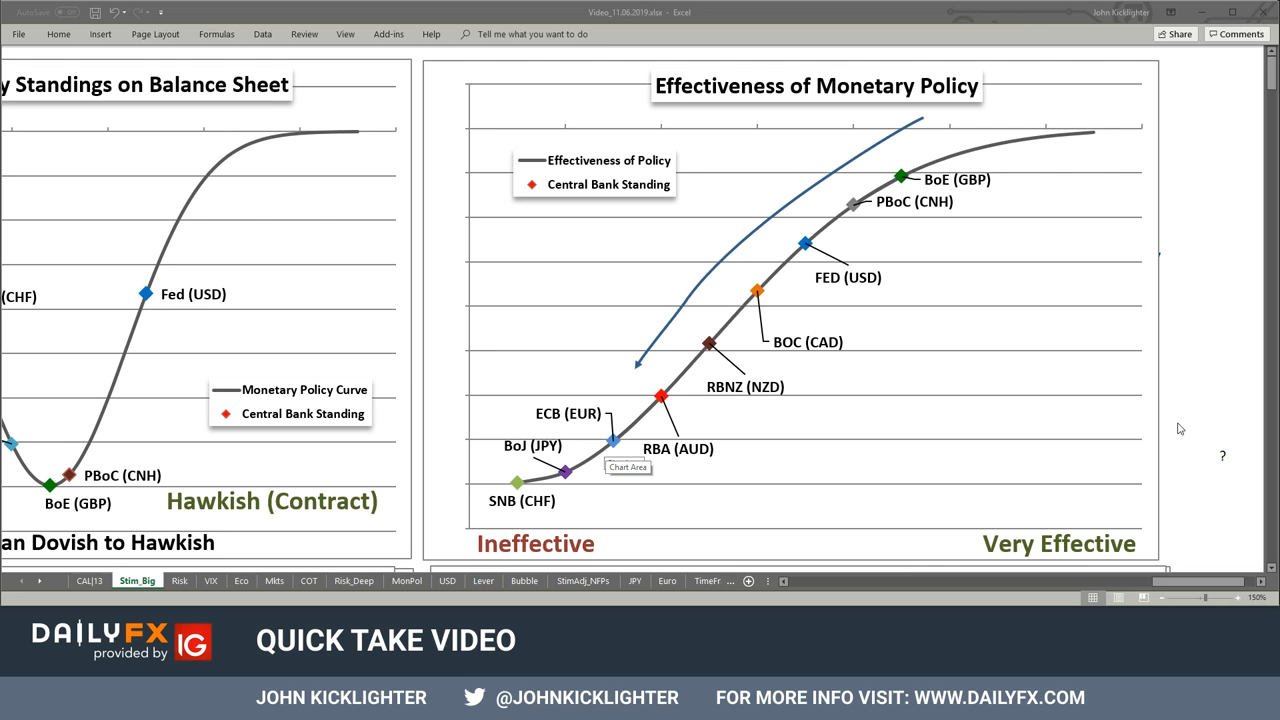 AutoSave Off
Video_11.06.2019.xlsx - Excel
John Kicklighter
File Home Insert Page Layout Formulas Data Review View Add-ins Help Tell me what you want to do
Share Comments
y Standings on Balance Sheet
(CHF)
Fed (USD)
Monetary Policy Curve
Central Bank Standing
PBoC (CNH)
BoE (GBP)
Hawkish (Contract)
an Dovish to Hawkish
Effectiveness of Monetary Policy
Effectiveness of Policy
Central Bank Standing
BoE (GBP)
PBoC (CNH)
FED (USD)
BOC (CAD)
RBNZ (NZD)
ECB (EUR)
RBA (AUD)
BoJ (JPY)
Chart Area
SNB (CHF)
Ineffective
Very Effective
?
CAL|13 Stim_Big Risk VIX Eco Mkts COT Risk_Deep MonPol USD Lever Bubble StimAdj_NFPs JPY Euro TimeFr ...
150%
DAILYFX
provided by IG
QUICK TAKE VIDEO
JOHN KICKLIGHTER @JOHNKICKLIGHTER FOR MORE INFO VISIT: WWW.DAILYFX.COM